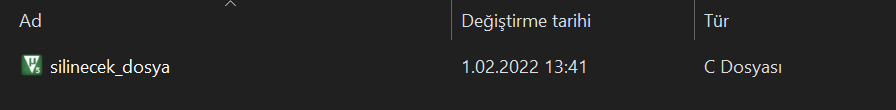 Ad Değiştirme tarihi Tür
silinecek_dosya 1.02.2022 13:41 C Dosyası